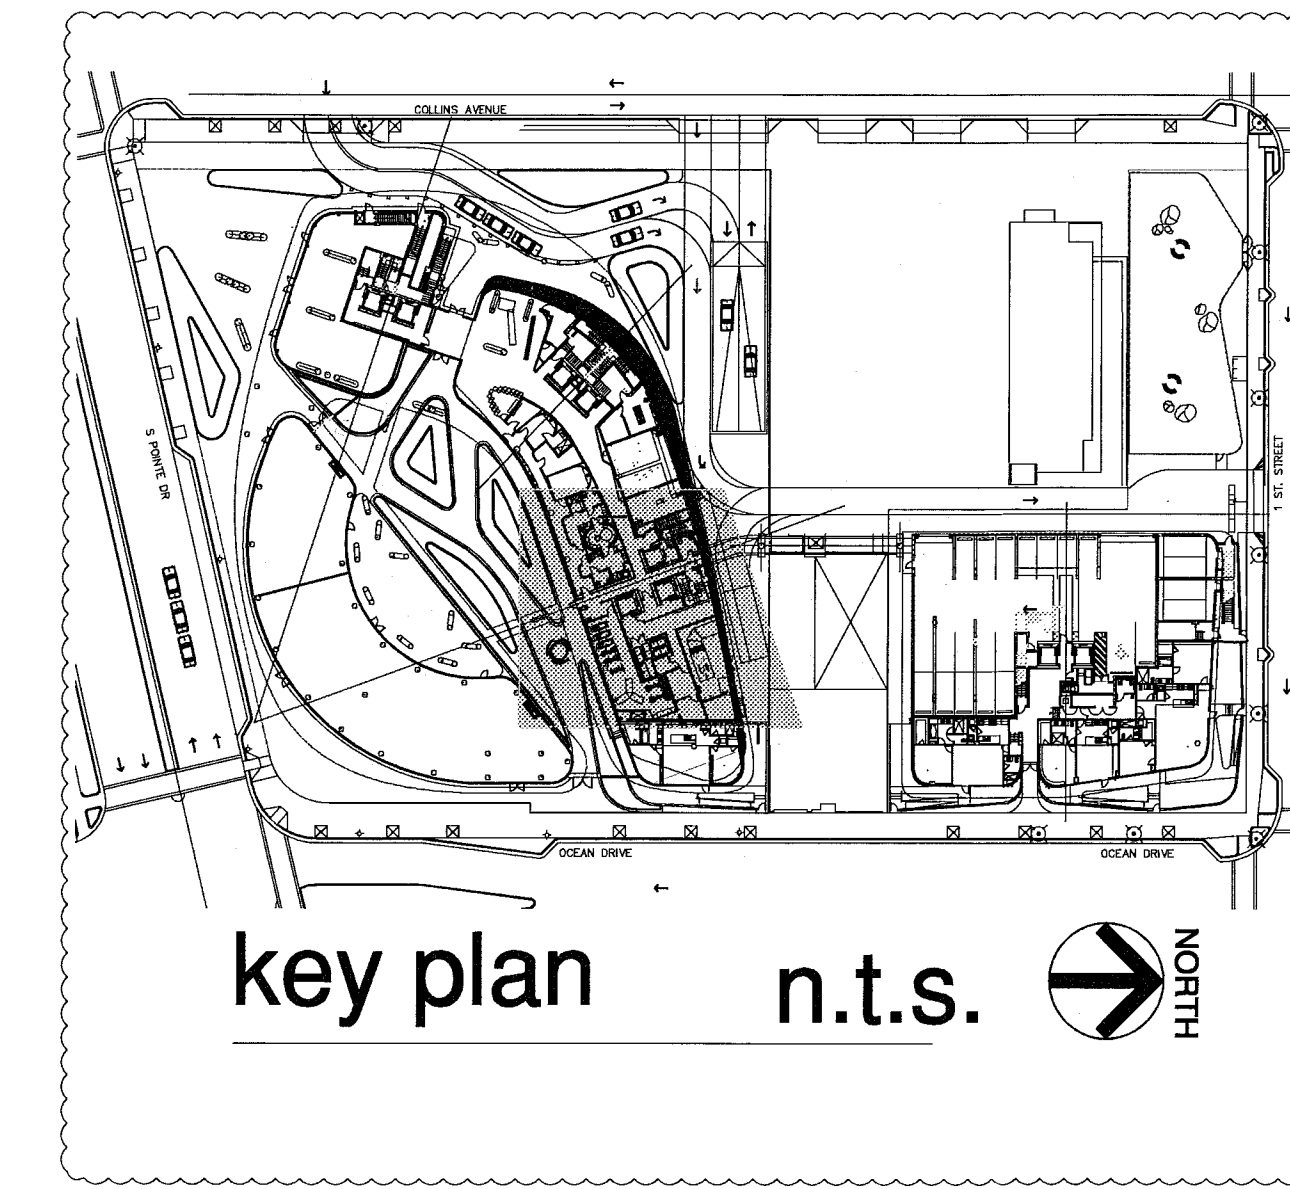 COLLINS AVENUE
S POINTE DR
1 ST. STREET
OCEAN DRIVE
OCEAN DRIVE
key plan
n.t.s.
NORTH